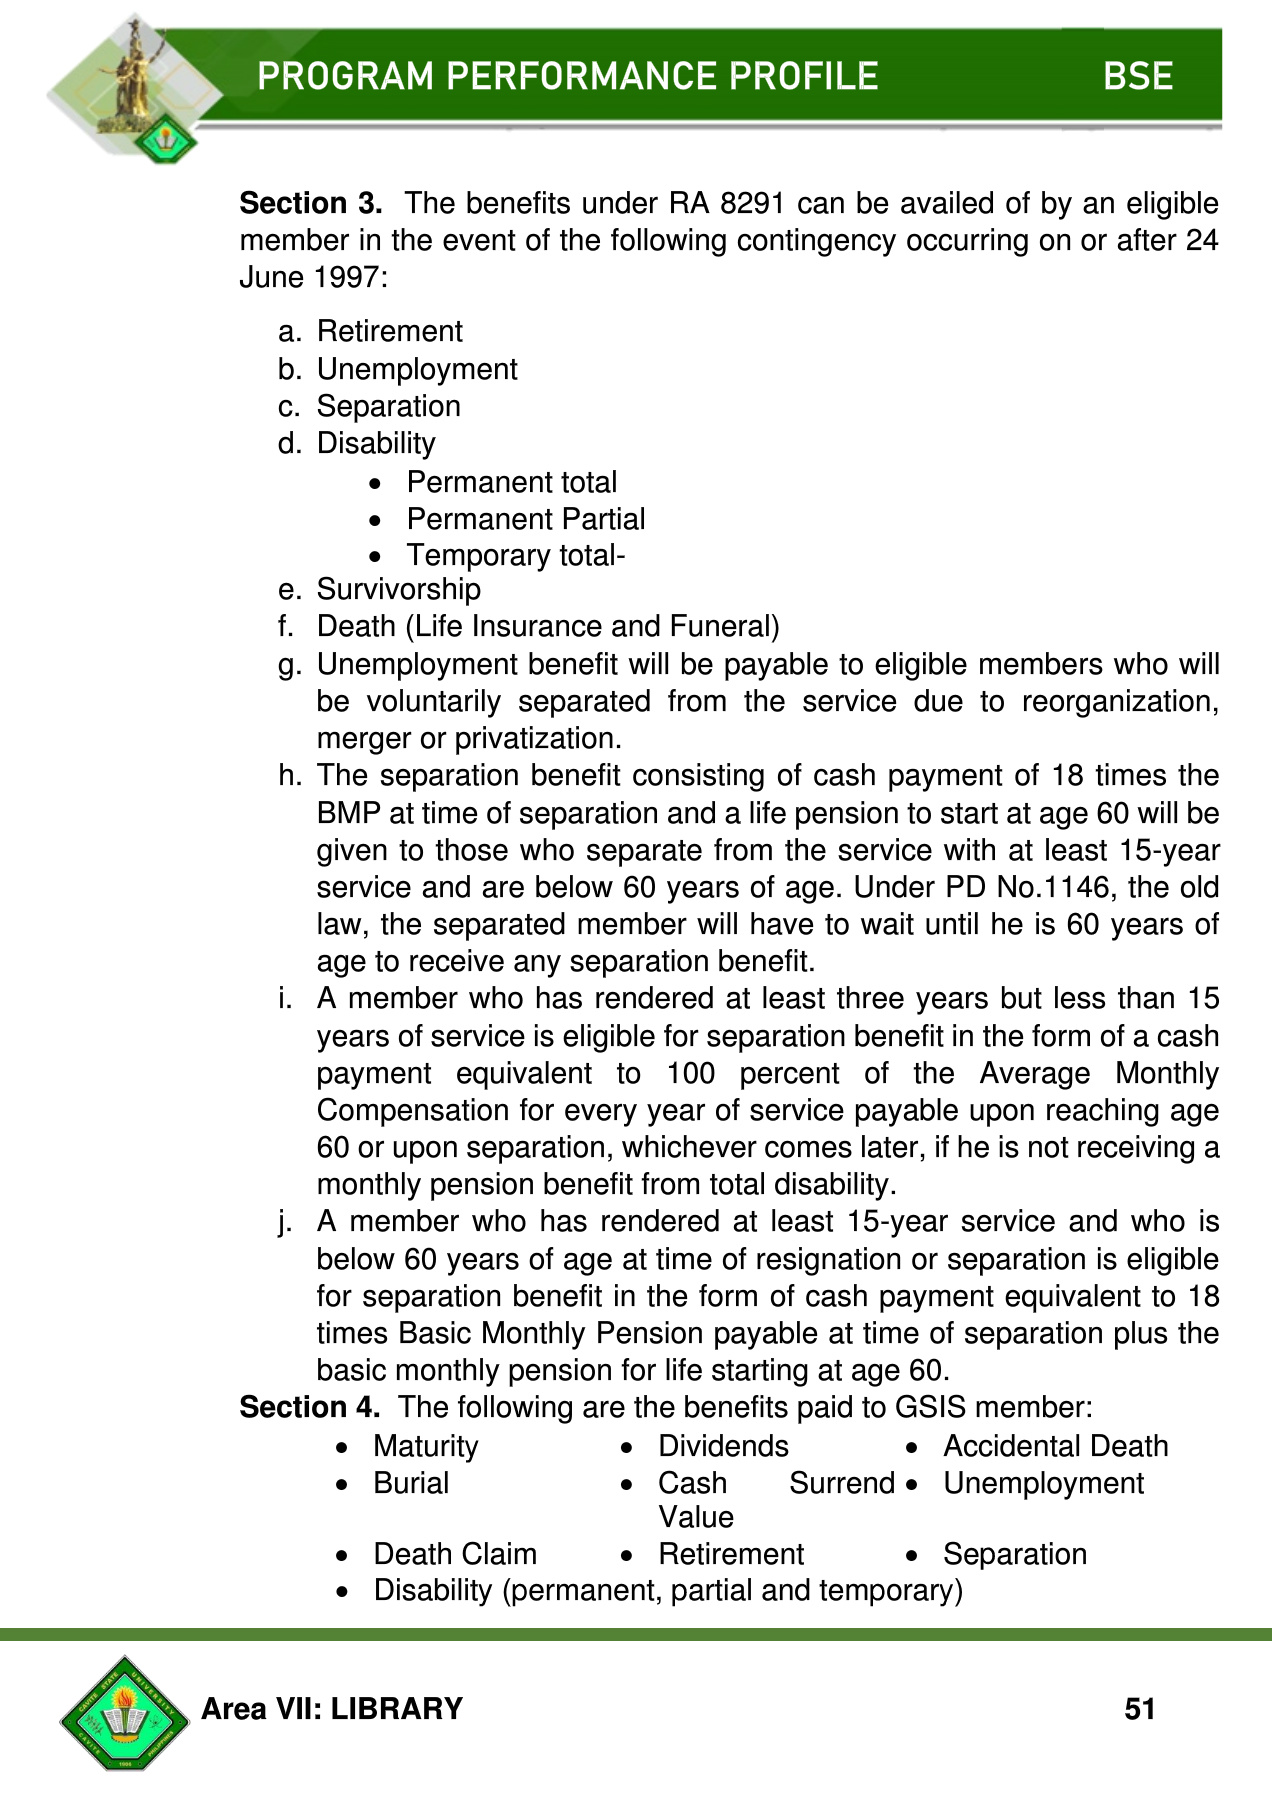 PROGRAM PERFORMANCE PROFILE BSE
Section 3. The benefits under RA 8291 can be availed of by an eligible
member in the event of the following contingency occurring on or after 24
June 1997:
a. Retirement
b. Unemployment
c. Separation
d. Disability
• Permanent total
• Permanent Partial
• Temporary total-
e. Survivorship
f. Death (Life Insurance and Funeral)
g. Unemployment benefit will be payable to eligible members who will
be voluntarily separated from the service due to reorganization,
merger or privatization.
h. The separation benefit consisting of cash payment of 18 times the
BMP at time of separation and a life pension to start at age 60 will be
given to those who separate from the service with at least 15-year
service and are below 60 years of age. Under PD No.1146, the old
law, the separated member will have to wait until he is 60 years of
age to receive any separation benefit.
i. A member who has rendered at least three years but less than 15
years of service is eligible for separation benefit in the form of a cash
payment equivalent to 100 percent of the Average Monthly
Compensation for every year of service payable upon reaching age
60 or upon separation, whichever comes later, if he is not receiving a
monthly pension benefit from total disability.
j. A member who has rendered at least 15-year service and who is
below 60 years of age at time of resignation or separation is eligible
for separation benefit in the form of cash payment equivalent to 18
times Basic Monthly Pension payable at time of separation plus the
basic monthly pension for life starting at age 60.
Section 4. The following are the benefits paid to GSIS member:
• Maturity • Dividends • Accidental Death
• Burial • Cash Surrend • Unemployment
Value
• Death Claim • Retirement • Separation
• Disability (permanent, partial and temporary)
CAVITE STATE UNIVERSITY
CAVITE 1906 PHILIPPINES
Area VII: LIBRARY 51